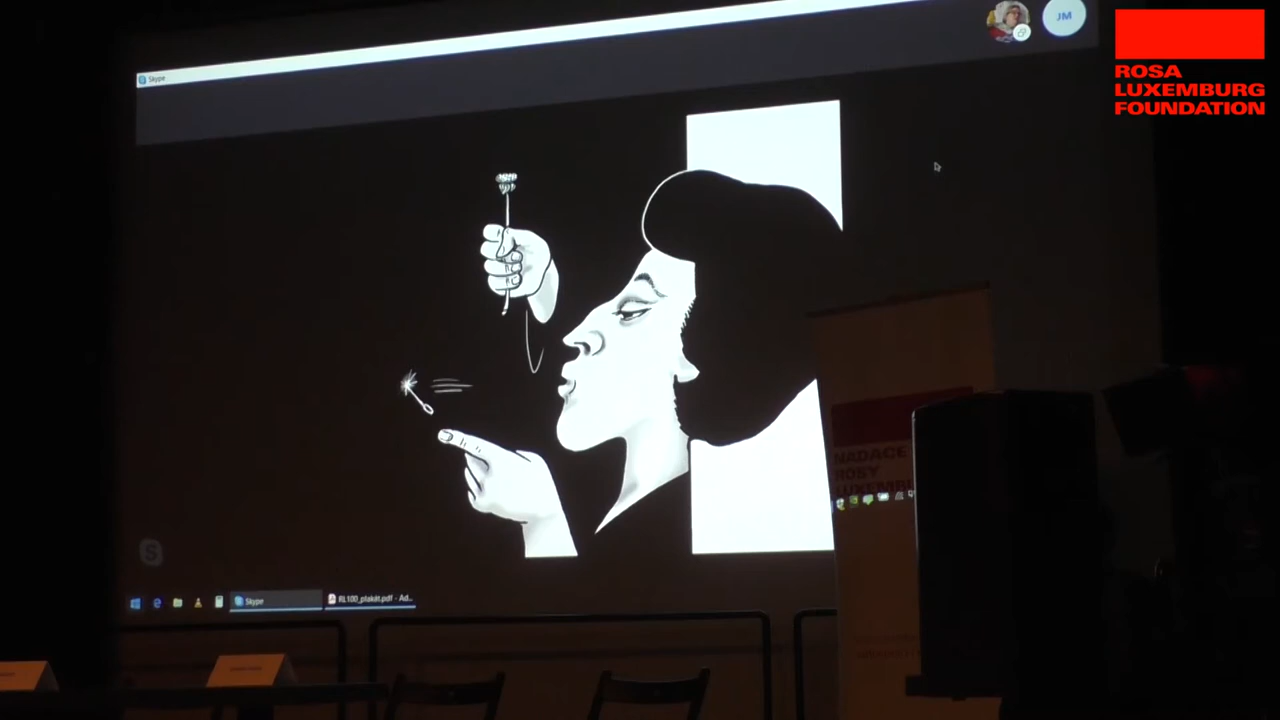 Skype
JM
ROSA
LUXEMBURG
FOUNDATION
NADACE
ROSY
LUXEMBU
S
Skype
RL100_plakát.pdf - Ad...